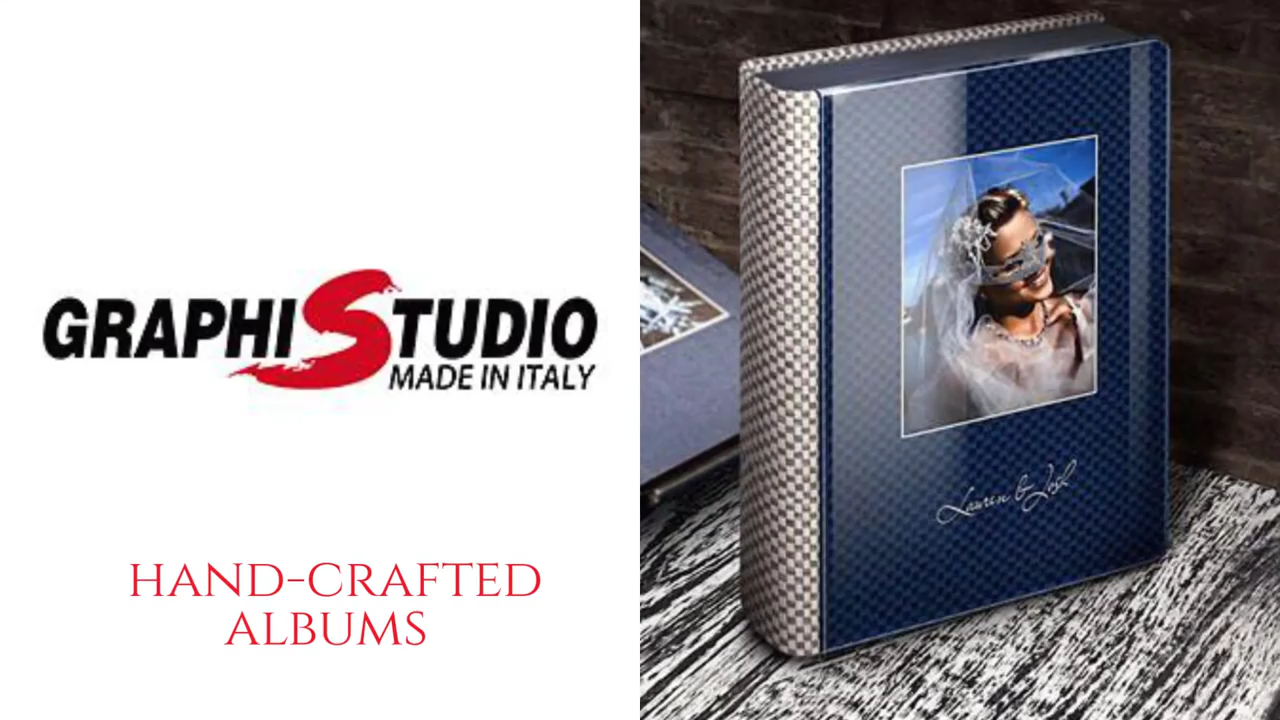 GRAPHISTUDIO
MADE IN ITALY
HAND-CRAFTED
ALBUMS
Lauren & Josh